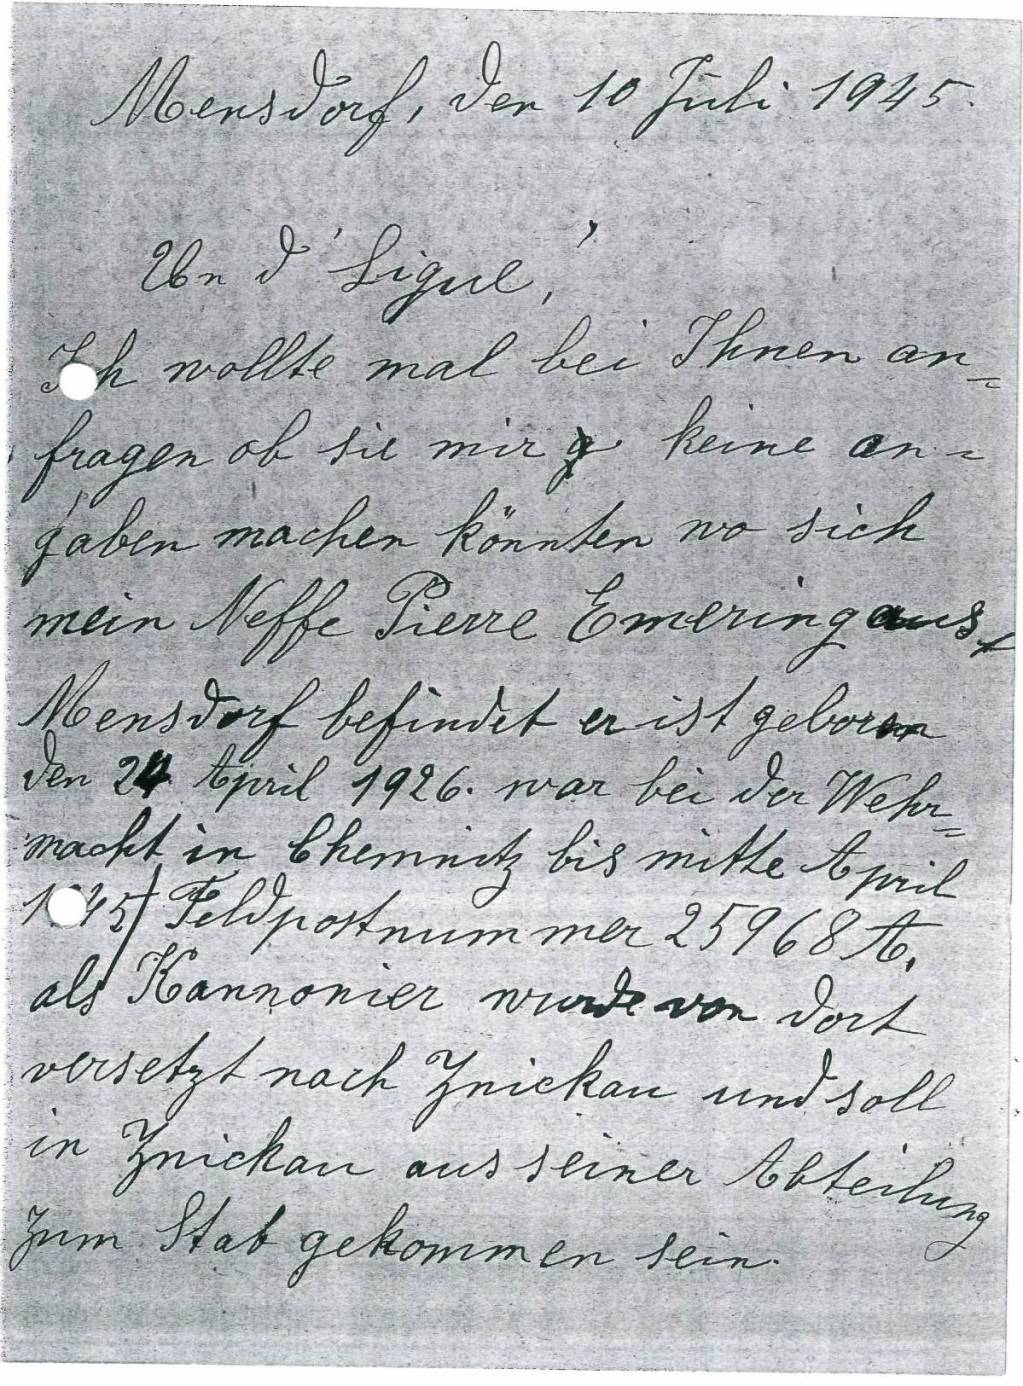 Mensdorf, den 10 Juli 1945.
Un d' Ligue,
Ich wollte mal bei Ihnen an=
fragen ob sie mir keine an=
gaben machen könnten wo sich
mein Neffe Pierre Emering aus
Mensdorf befindet er ist geboren
den 24 April 1926. war bei der Wehr=
macht in Chemnitz bis mitte April
1945 Feldpostnummer 25968 A,
als Kannonier wurde von dort
versetzt nach Znickau und soll
in Znickau aus seiner Abteilung
zum Stab gekommen sein.